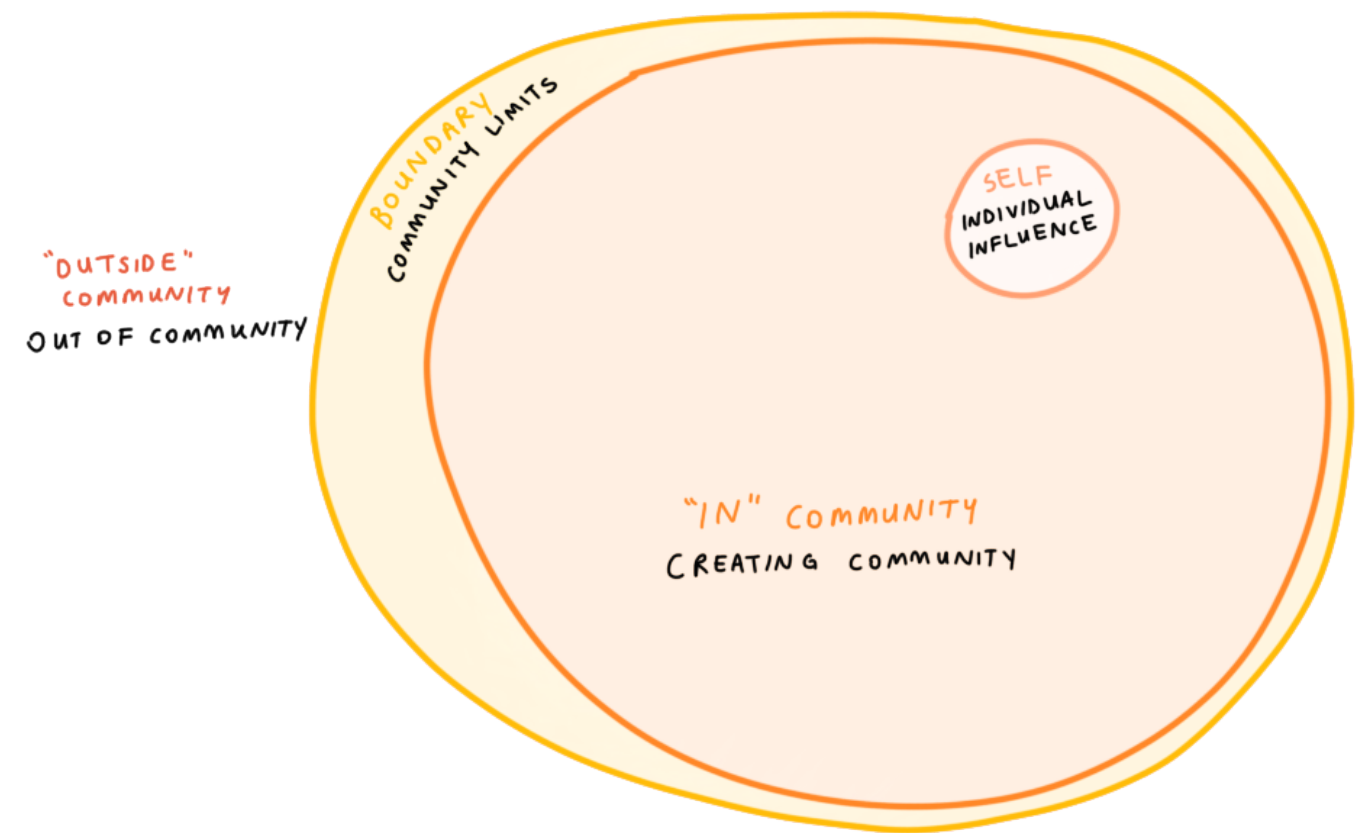 BOUNDARY
COMMUNITY LIMITS
SELF
INDIVIDUAL
INFLUENCE
"OUTSIDE"
COMMUNITY
OUT OF COMMUNITY
"IN" COMMUNITY
CREATING COMMUNITY